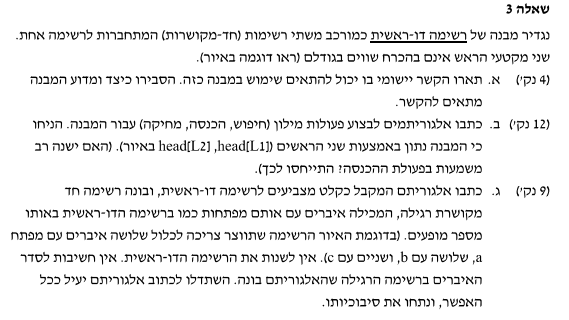 שאלה 3
נגדיר מבנה של רשימה דו-ראשית כמורכב משתי רשימות (חד-מקושרות) המתחברות לרשימה אחת.
שני מקטעי הראש אינם בהכרח שווים בגודלם (ראו דוגמה באיור).
(4 נק') א. תארו הקשר יישומי בו יכול להתאים שימוש במבנה כזה. הסבירו כיצד ומדוע המבנה
מתאים להקשר.
(12 נק') ב. כתבו אלגוריתמים לביצוע פעולות מילון (חיפוש, הכנסה, מחיקה) עבור המבנה. הניחו
כי המבנה נתון באמצעות שני הראשים (head[L1], head[L2] באיור). (האם ישנה רב
משמעות בפעולת ההכנסה? התייחסו לכך).
(9 נק') ג. כתבו אלגוריתם המקבל כקלט מצביעים לרשימה דו-ראשית, ובונה רשימה חד
מקושרת רגילה, המכילה איברים עם אותם מפתחות כמו ברשימה הדו-ראשית באותו
מספר מופעים. (בדוגמת האיור הרשימה שתווצר צריכה לכלול שלושה איברים עם מפתח
a, שלושה עם b, ושניים עם c). אין לשנות את הרשימה הדו-ראשית. אין חשיבות לסדר
האיברים ברשימה הרגילה שהאלגוריתם בונה. השתדלו לכתוב אלגוריתם יעיל ככל
האפשר, ונתחו את סיבוכיותו.